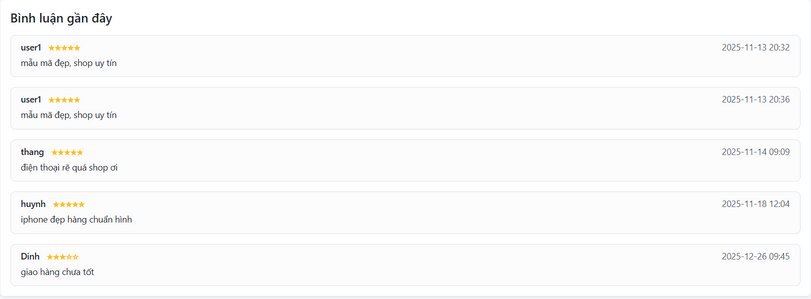 Bình luận gần đây
user1 ★★★★★ 2025-11-13 20:32
mẫu mã đẹp, shop uy tín
user1 ★★★★★ 2025-11-13 20:36
mẫu mã đẹp, shop uy tín
thang ★★★★★ 2025-11-14 09:09
điện thoại rẽ quá shop ơi
huynh ★★★★★ 2025-11-18 12:04
iphone đẹp hàng chuẩn hình
Dinh ★★★☆☆ 2025-12-26 09:45
giao hàng chưa tốt